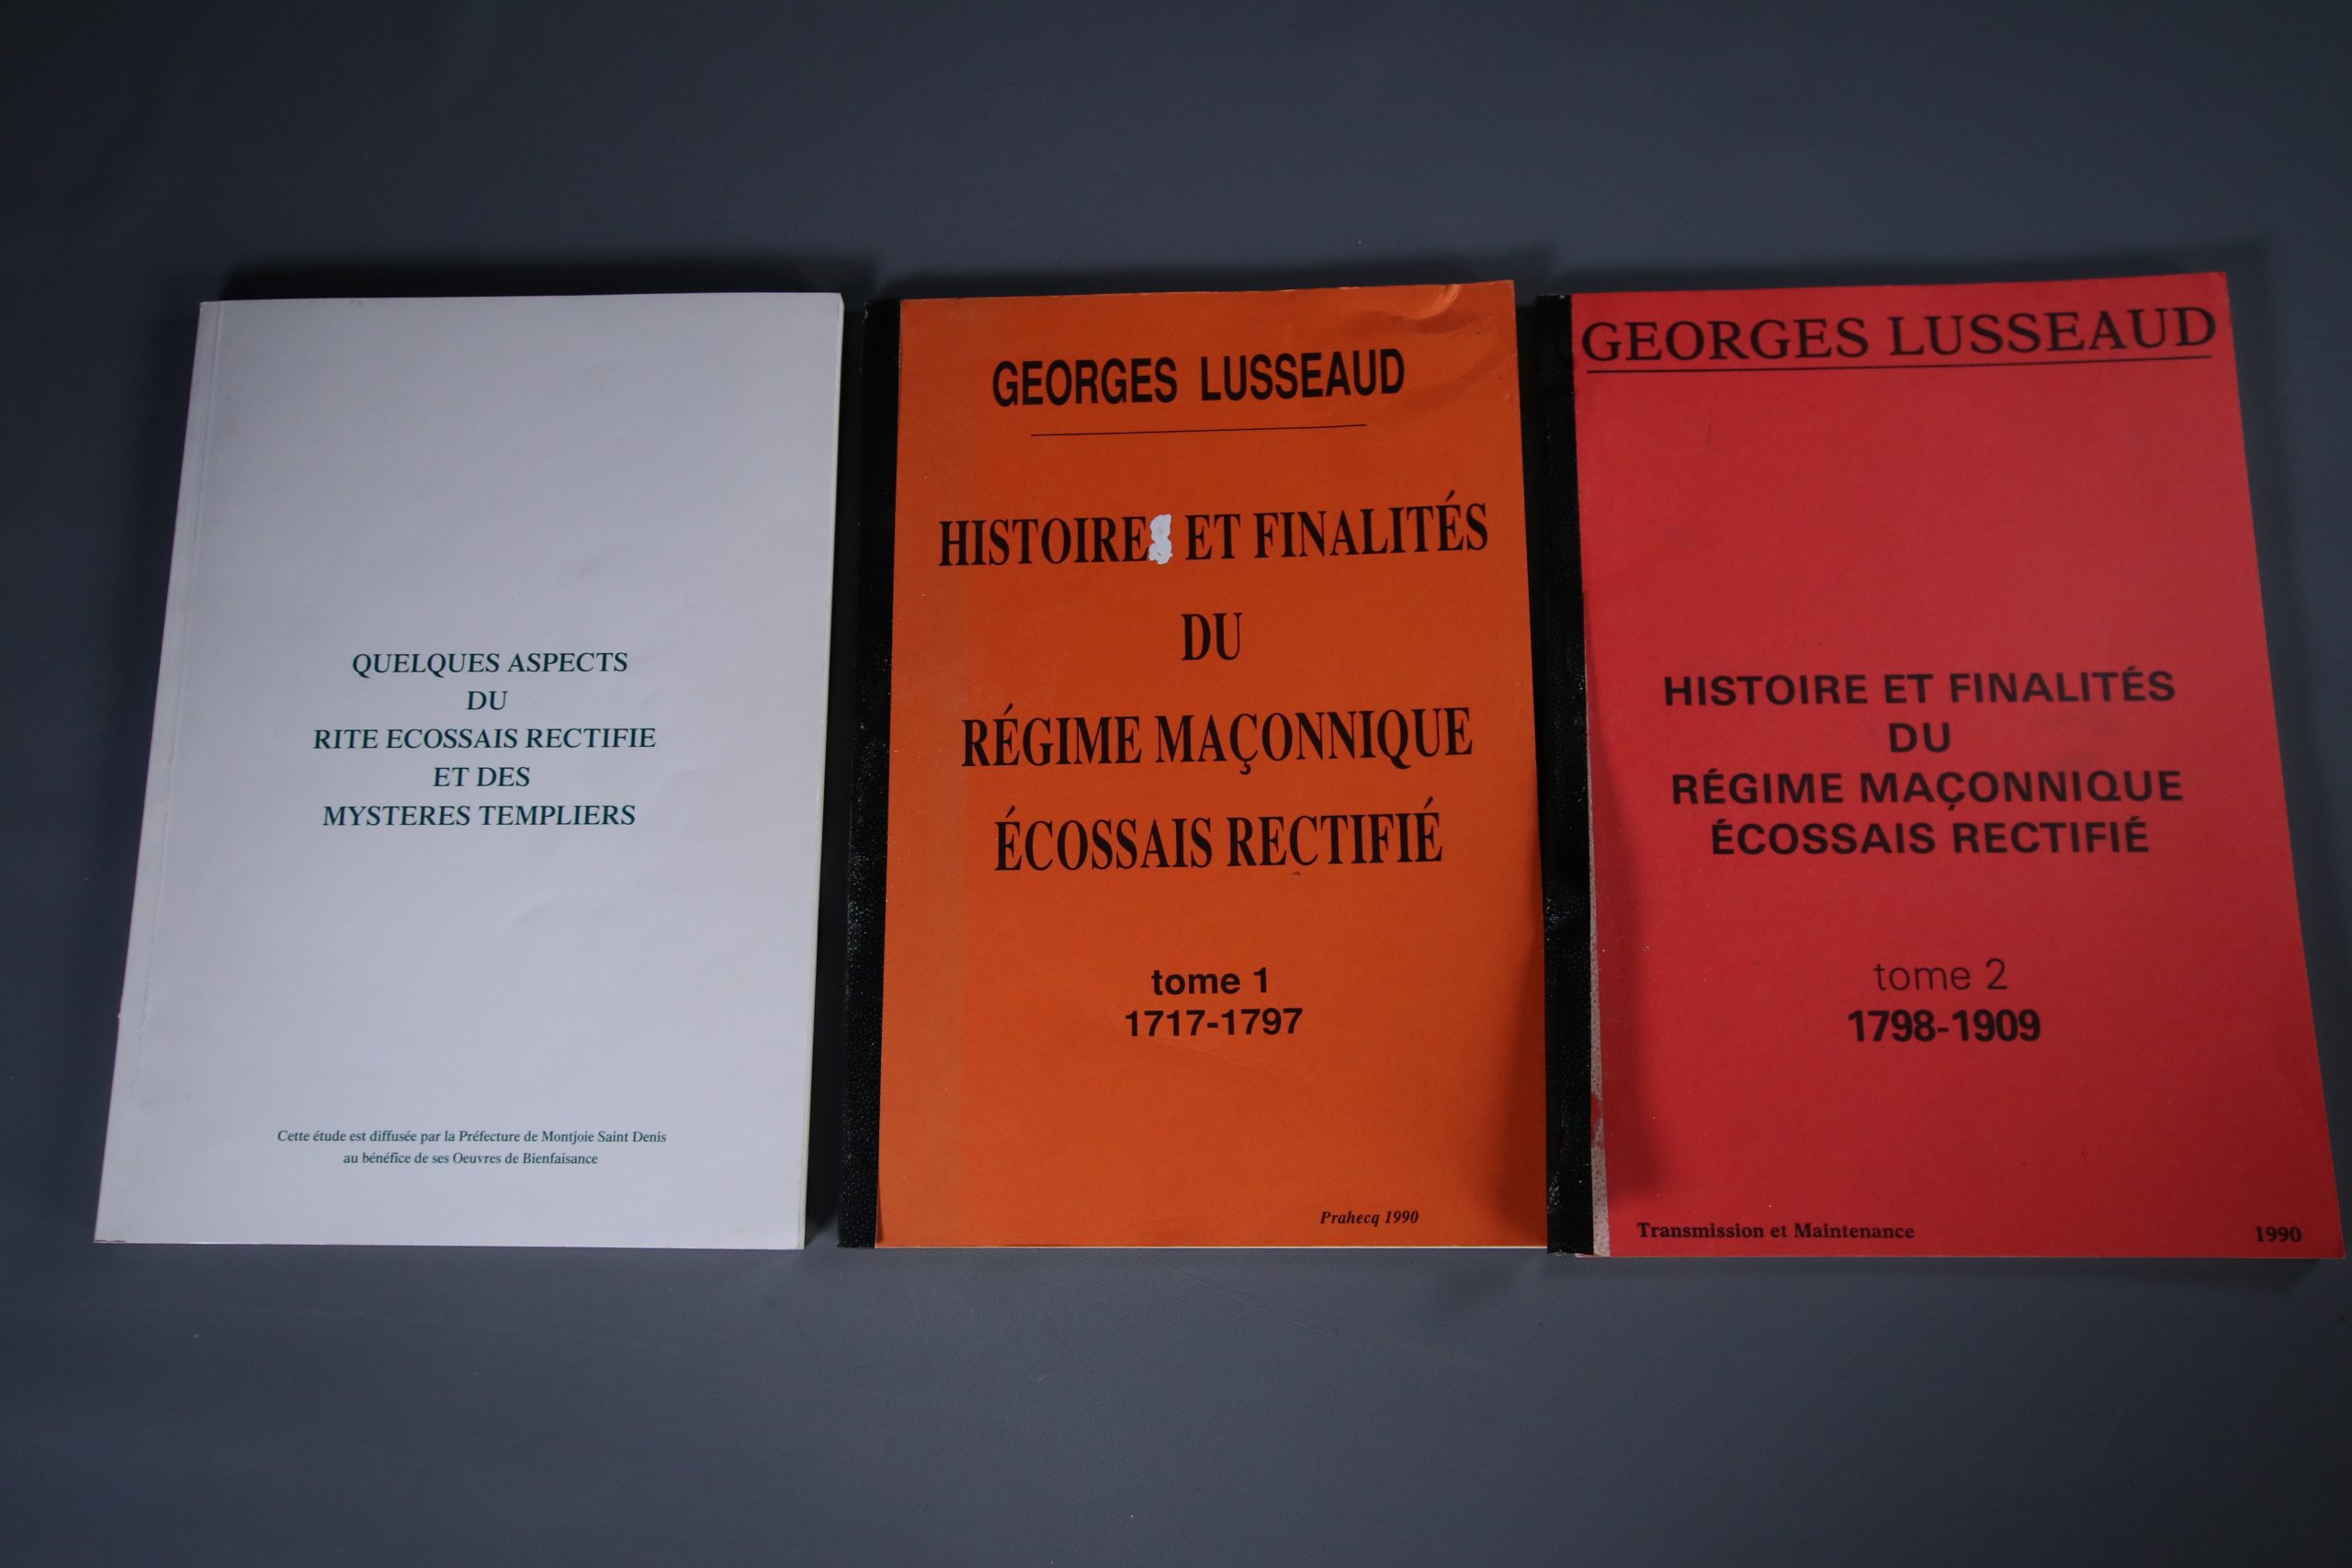 QUELQUES ASPECTS
DU
RITE ECOSSAIS RECTIFIE
ET DES
MYSTERES TEMPLIERS
Cette étude est diffusée par la Préfecture de Montjoie Saint Denis
au bénéfice de ses Oeuvres de Bienfaisance
GEORGES LUSSEAUD
HISTOIRE ET FINALITÉS
DU
RÉGIME MAÇONNIQUE
ÉCOSSAIS RECTIFIÉ
tome 1
1717-1797
Prahecq 1990
GEORGES LUSSEAUD
HISTOIRE ET FINALITÉS
DU
RÉGIME MAÇONNIQUE
ÉCOSSAIS RECTIFIÉ
tome 2
1798-1909
Transmission et Maintenance
1990